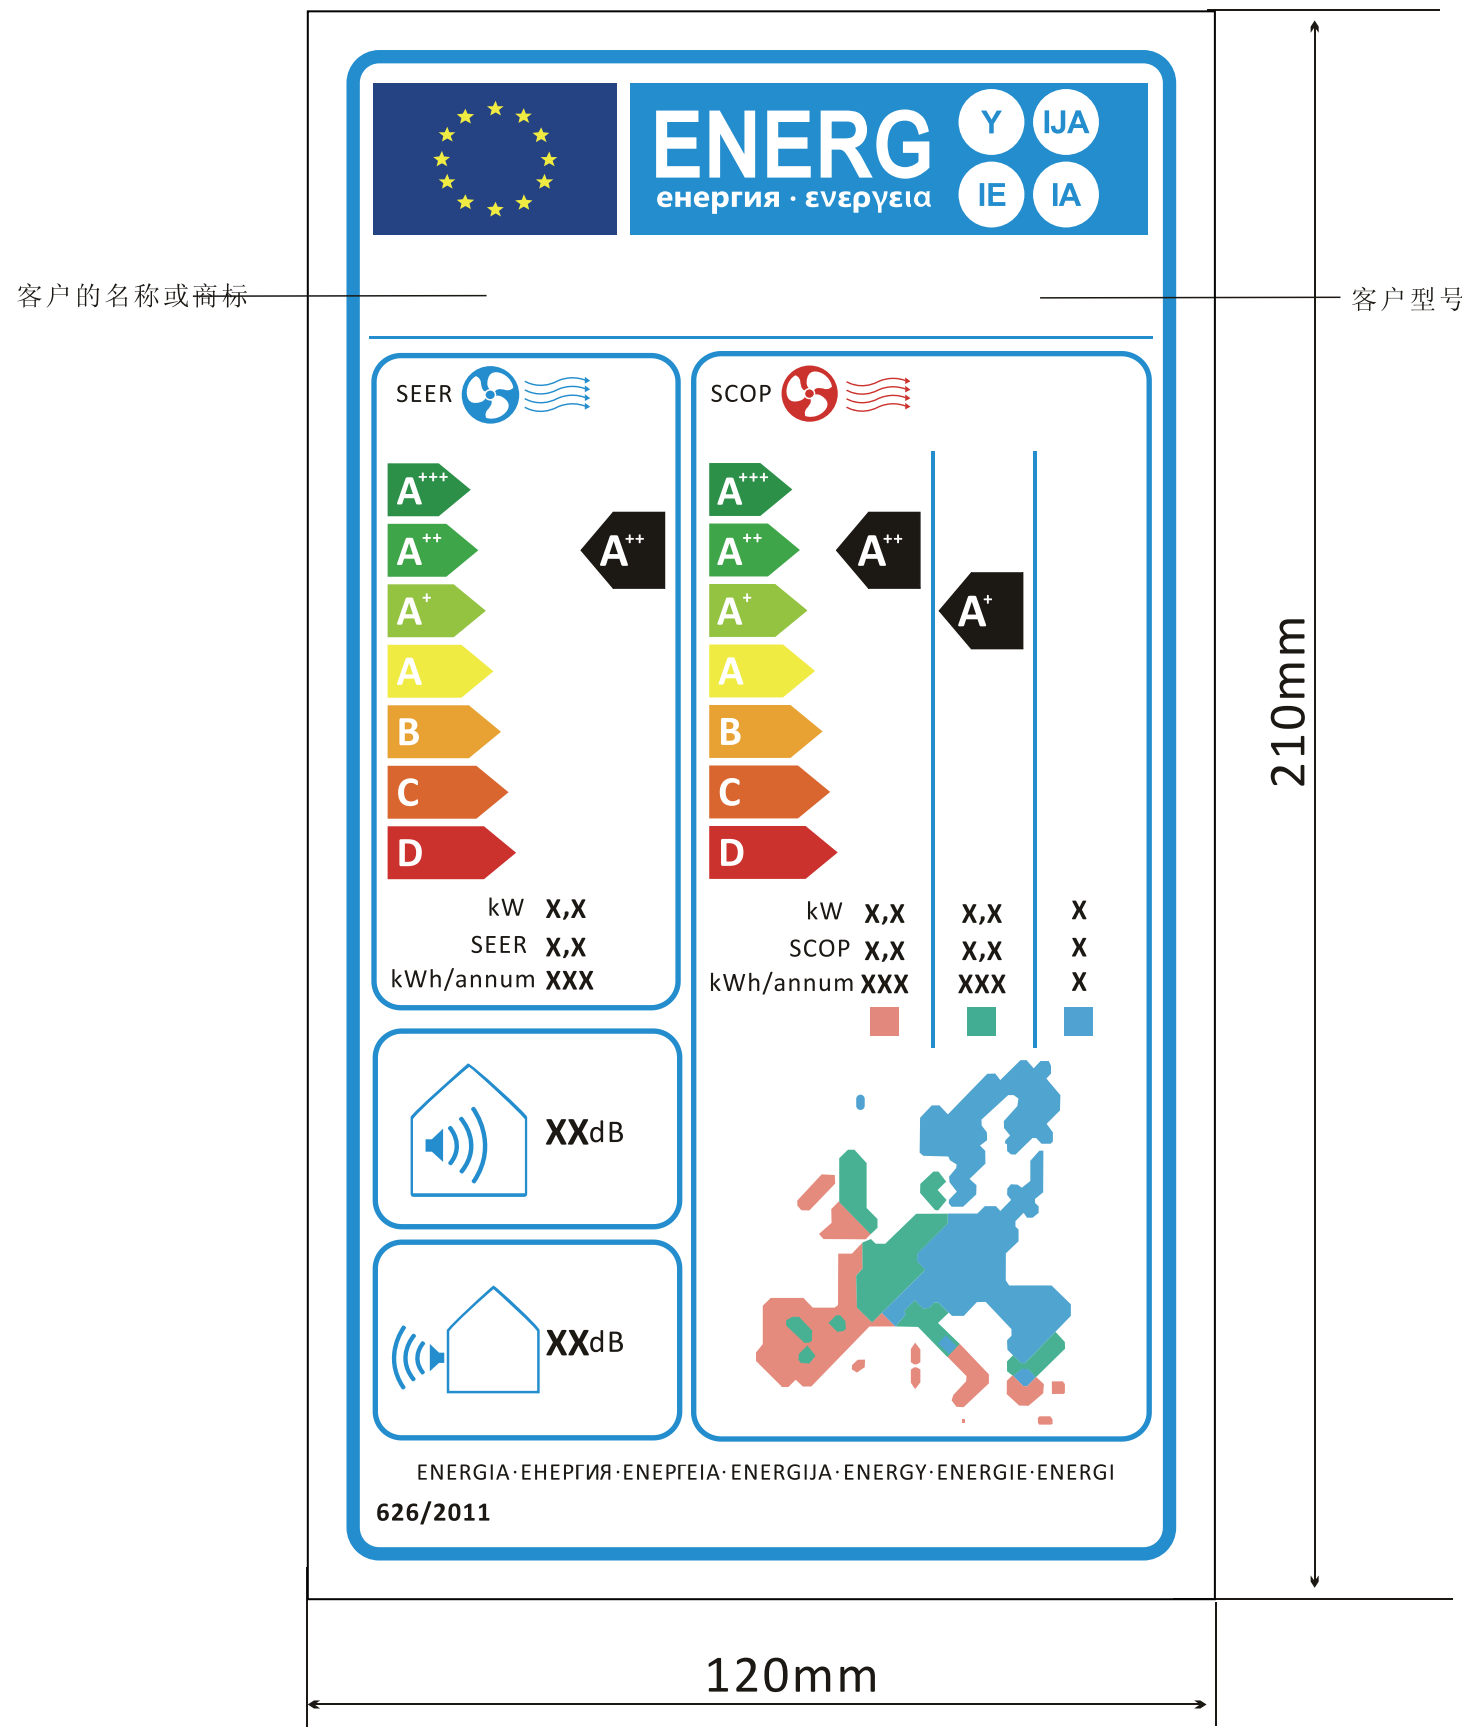 ENERG
енергия · ενεργεια
Y
IJA
IE
IA
客户的名称或商标
客户型号
SEER
A+++
A++
A+
A
B
C
D
A++
kW X,X
SEER X,X
kWh/annum XXX
SCOP
A+++
A++
A+
A
B
C
D
A++
A+
kW X,X X,X X
SCOP X,X X,X X
kWh/annum XXX XXX X
XXdB
XXdB
ENERGIA·ЕНЕРГИЯ·ΕΝΕΡΓΕΙΑ·ENERGIJA·ENERGY·ENERGIE·ENERGI
626/2011
210mm
120mm